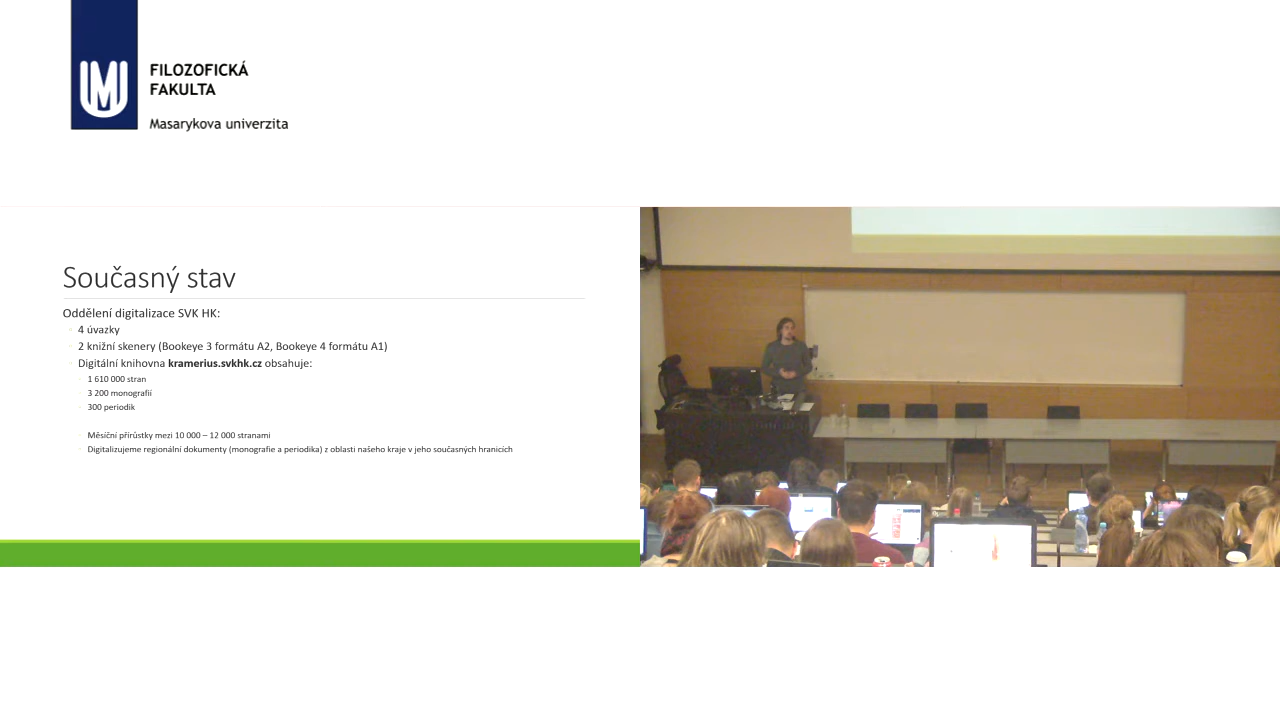 FILOZOFICKÁ
FAKULTA
Masarykova univerzita
Současný stav
Oddělení digitalizace SVK HK:
4 úvazky
2 knižní skenery (Bookeye 3 formátu A2, Bookeye 4 formátu A1)
Digitální knihovna kramerius.svkhk.cz obsahuje:
1 610 000 stran
3 200 monografií
300 periodik
Měsíční přírůstky mezi 10 000 – 12 000 stranami
Digitalizujeme regionální dokumenty (monografie a periodika) z oblasti našeho kraje v jeho současných hranicích